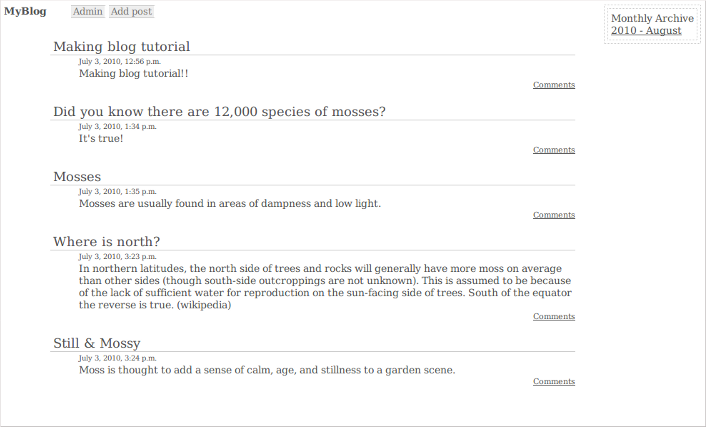 MyBlog Admin Add post
Monthly Archive
2010 - August
Making blog tutorial
July 3, 2010, 12:56 p.m.
Making blog tutorial!!
Comments
Did you know there are 12,000 species of mosses?
July 3, 2010, 1:34 p.m.
It's true!
Comments
Mosses
July 3, 2010, 1:35 p.m.
Mosses are usually found in areas of dampness and low light.
Comments
Where is north?
July 3, 2010, 3:23 p.m.
In northern latitudes, the north side of trees and rocks will generally have more moss on average
than other sides (though south-side outcroppings are not unknown). This is assumed to be because
of the lack of sufficient water for reproduction on the sun-facing side of trees. South of the equator
the reverse is true. (wikipedia)
Comments
Still & Mossy
July 3, 2010, 3:24 p.m.
Moss is thought to add a sense of calm, age, and stillness to a garden scene.
Comments